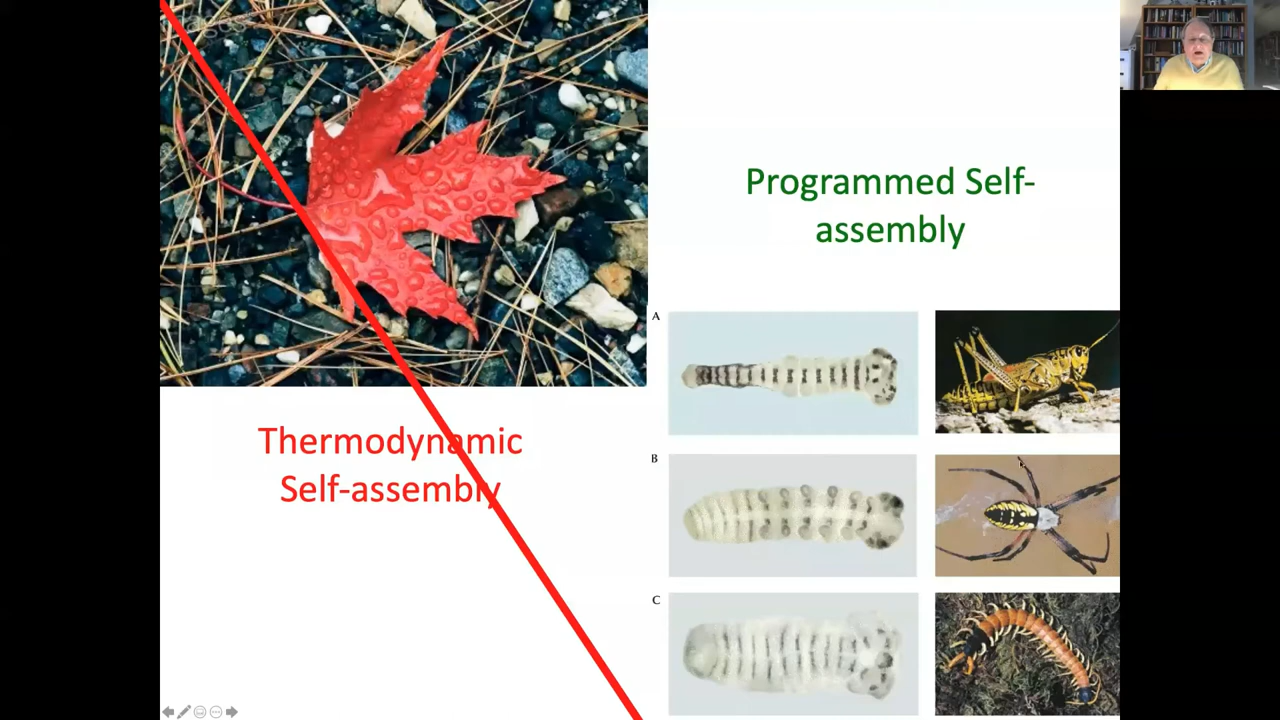 Thermodynamic
Self-assembly
Programmed Self-
assembly
A
B
C